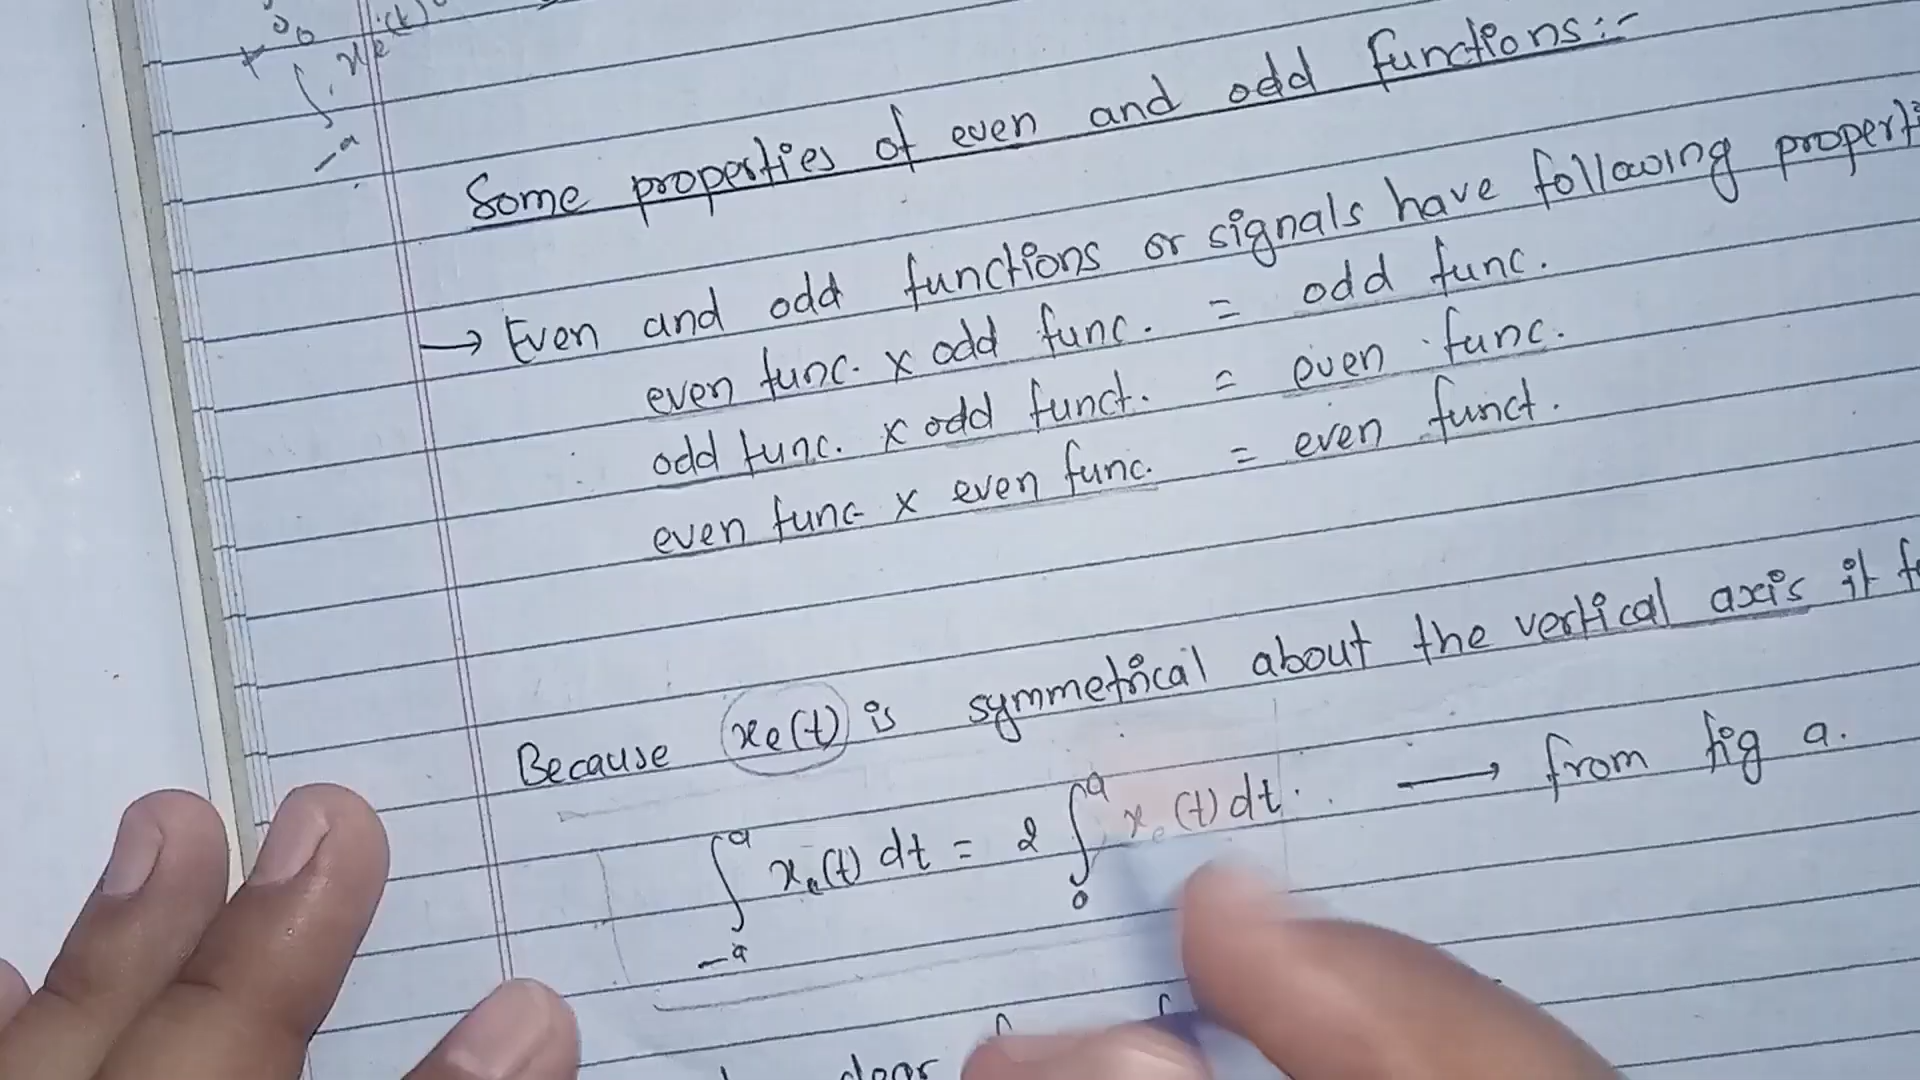 xe(t)
-a
Some properties of even and odd functions:-
→ Even and odd functions or signals have following
even func. x odd func. = odd func.
odd func. x odd funct. = even func.
even func x even func. = even funct.
Because xe(t) is symmetrical about the vertical axis it
∫_{-a}^{a} xe(t) dt = 2 ∫_{0}^{a} xe(t) dt. → from fig a.